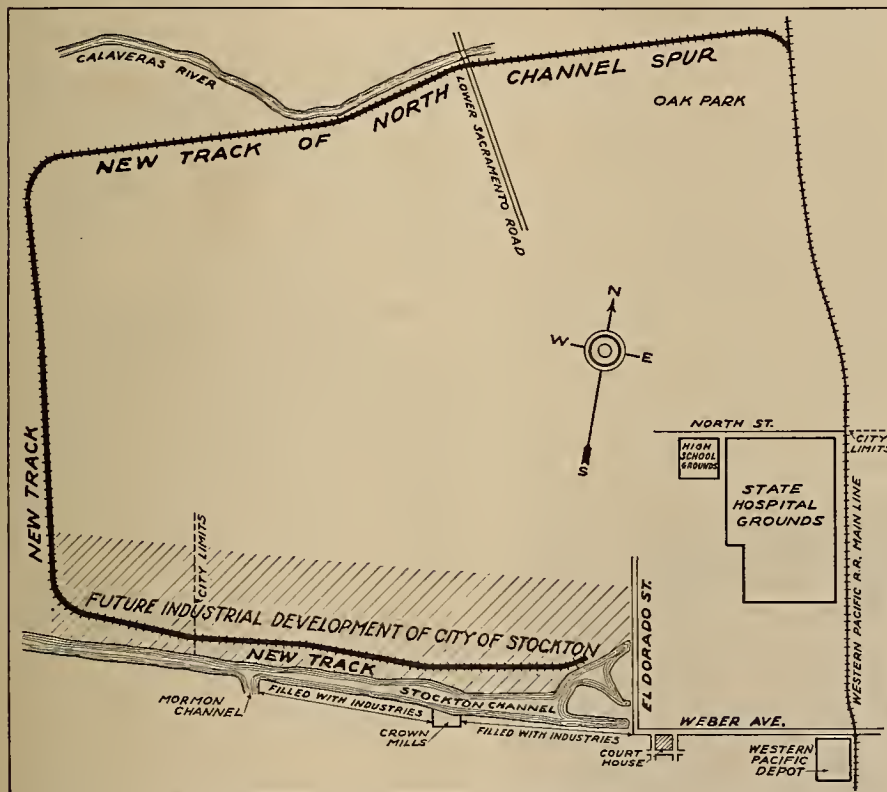 CALAVERAS RIVER
NEW TRACK OF NORTH CHANNEL SPUR
OAK PARK
LOWER SACRAMENTO ROAD
N
W
E
S
NORTH ST.
CITY
LIMITS
HIGH
SCHOOL
GROUNDS
STATE
HOSPITAL
GROUNDS
WESTERN PACIFIC R.R. MAIN LINE
NEW TRACK
CITY LIMITS
FUTURE INDUSTRIAL DEVELOPMENT OF CITY OF STOCKTON
NEW TRACK
EL DORADO ST.
STOCKTON CHANNEL
MORMON
CHANNEL
FILLED WITH INDUSTRIES
CROWN
MILLS
FILLED WITH INDUSTRIES
WEBER AVE.
COURT
HOUSE
WESTERN
PACIFIC
DEPOT